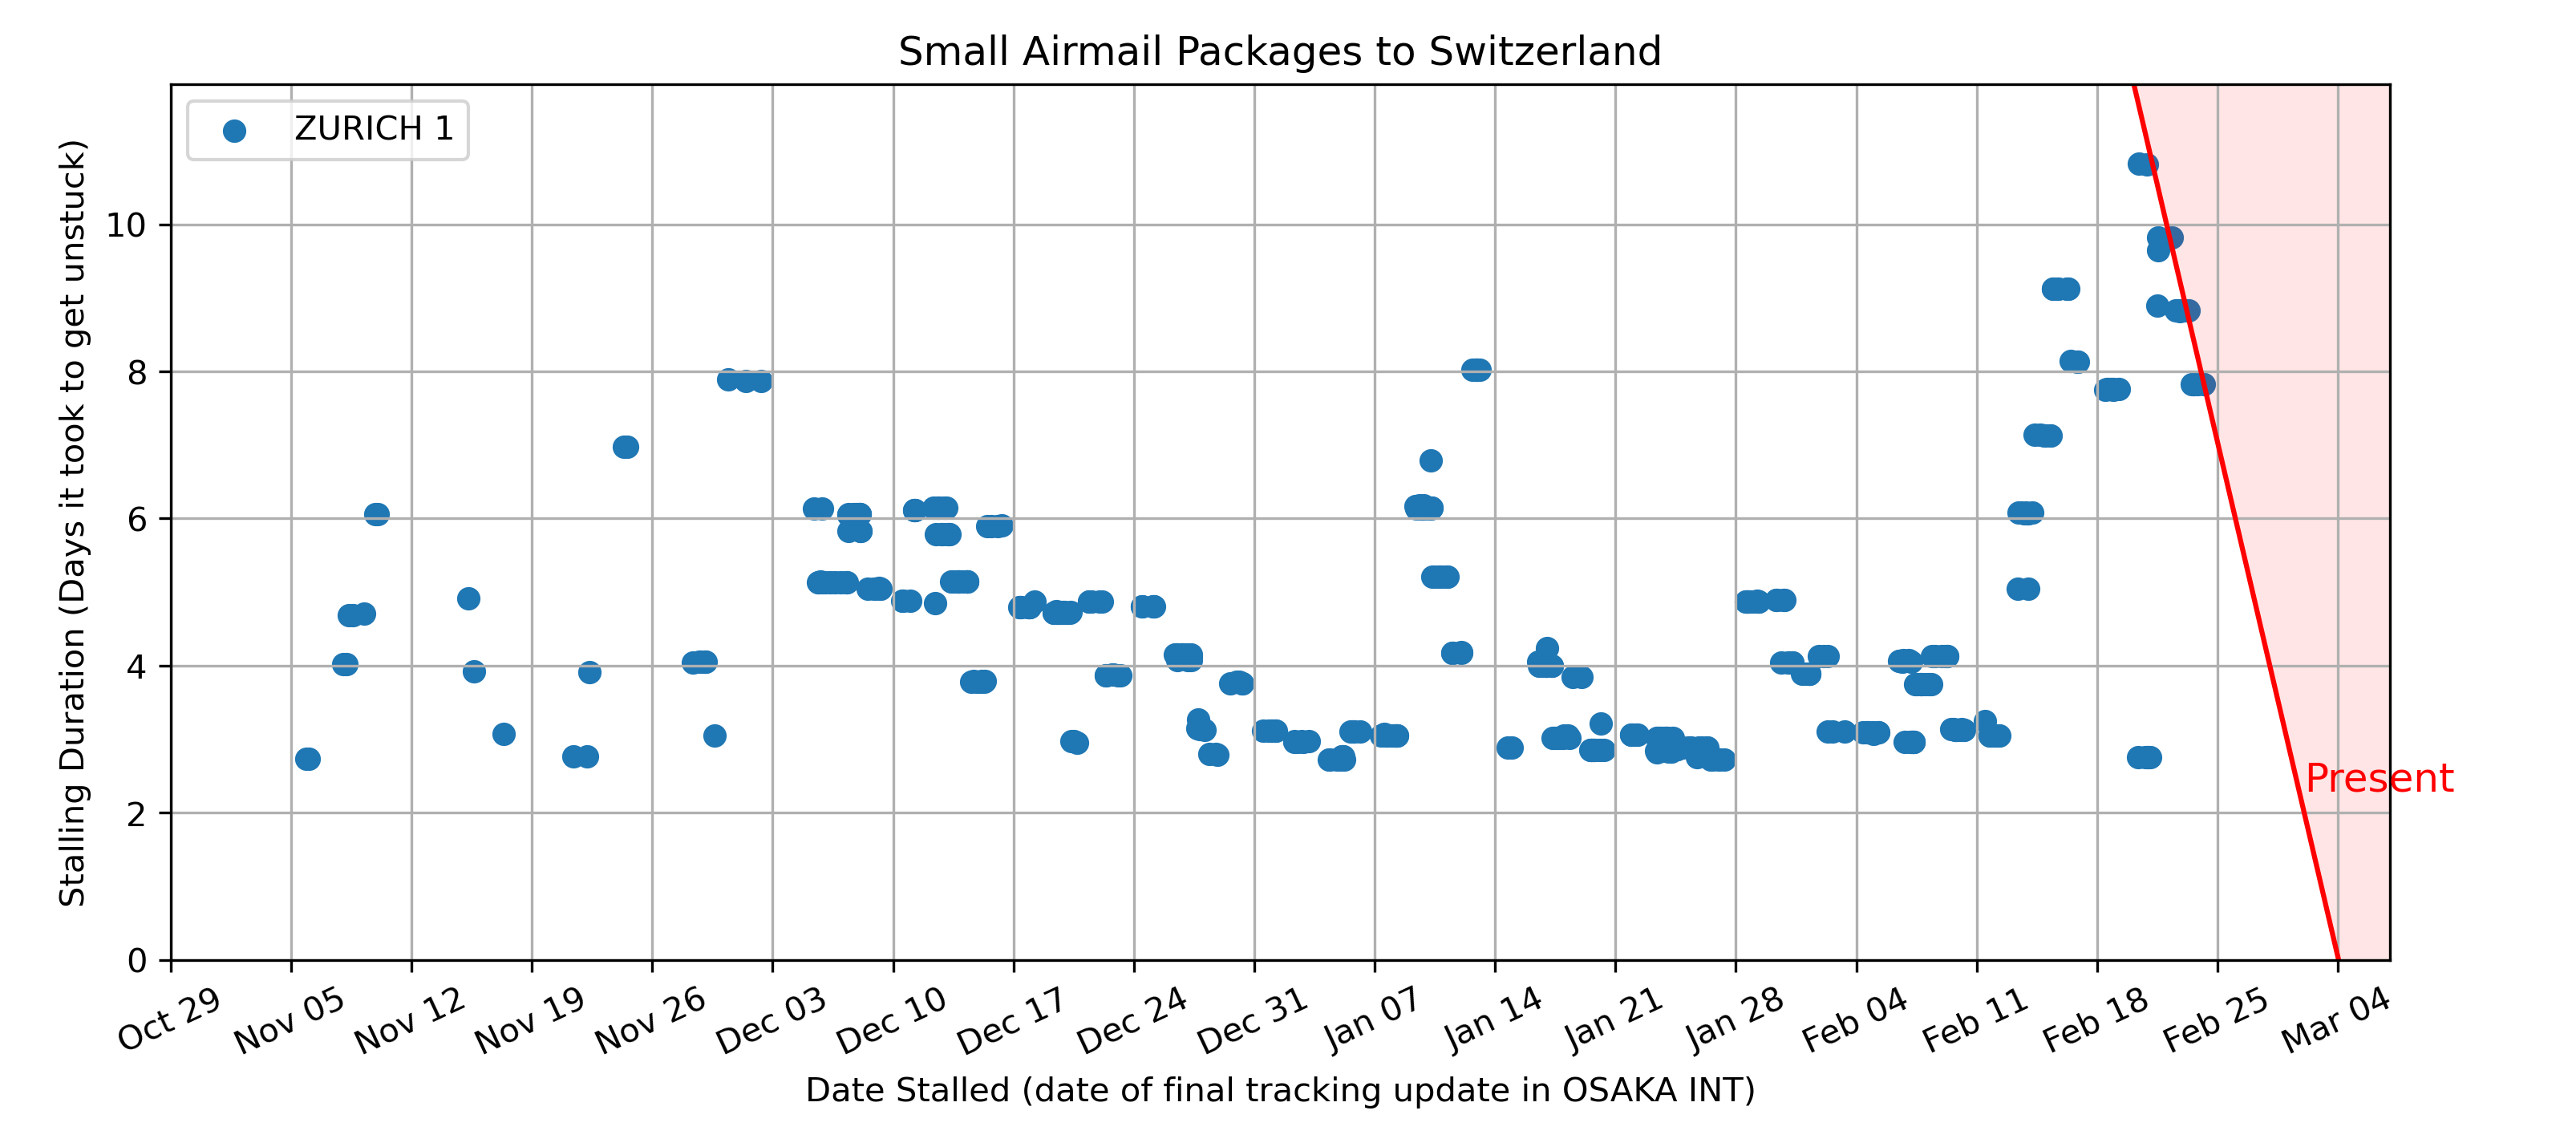 Small Airmail Packages to Switzerland
ZURICH 1
Stalling Duration (Days it took to get unstuck)
10
8
6
4
2
0
Present
Oct 29
Nov 05
Nov 12
Nov 19
Nov 26
Dec 03
Dec 10
Dec 17
Dec 24
Dec 31
Jan 07
Jan 14
Jan 21
Jan 28
Feb 04
Feb 11
Feb 18
Feb 25
Mar 04
Date Stalled (date of final tracking update in OSAKA INT)